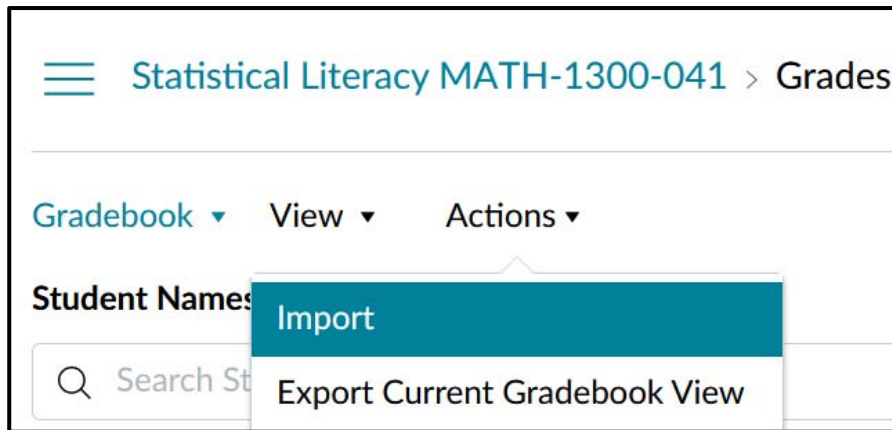 Statistical Literacy MATH-1300-041 > Grades
Gradebook ▾ View ▾ Actions ▾
Student Names
Import
Search St
Export Current Gradebook View